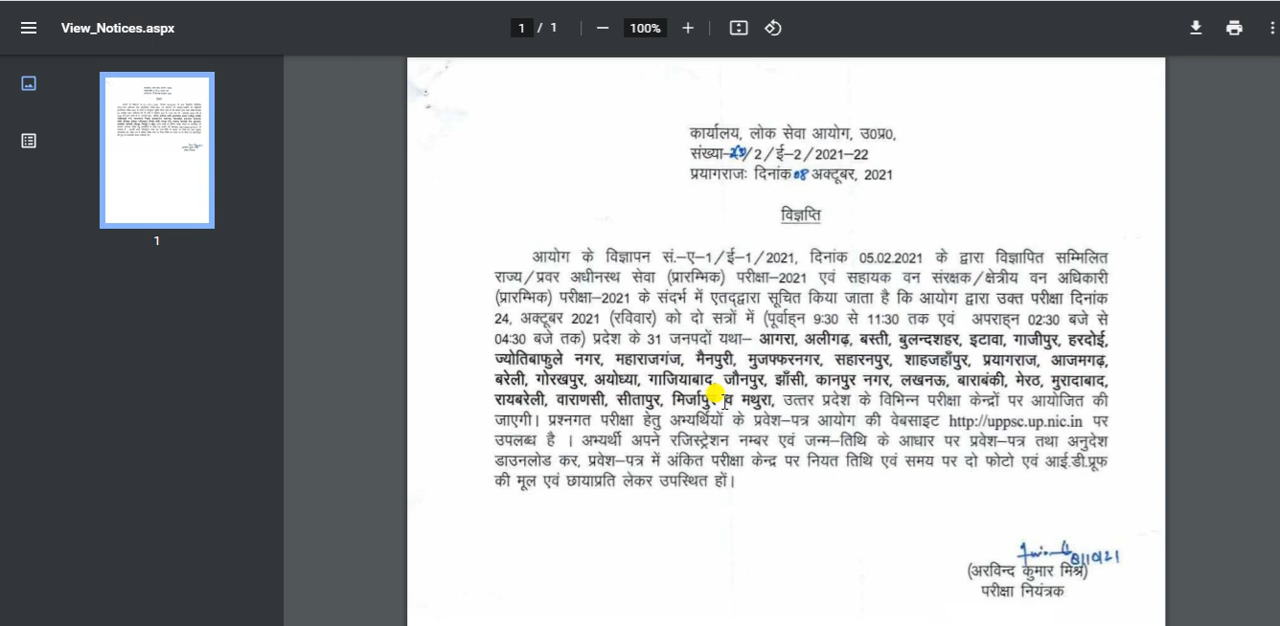 View_Notices.aspx
1 / 1
100%
1
कार्यालय, लोक सेवा आयोग, उ0प्र0,
संख्या- /2/ई-2/2021-22
प्रयागराजः दिनांक 08 अक्टूबर, 2021
विज्ञप्ति
आयोग के विज्ञापन सं.-ए-1/ई-1/2021, दिनांक 05.02.2021 के द्वारा विज्ञापित सम्मिलित
राज्य/प्रवर अधीनस्थ सेवा (प्रारम्भिक) परीक्षा-2021 एवं सहायक वन संरक्षक/क्षेत्रीय वन अधिकारी
(प्रारम्भिक) परीक्षा-2021 के संदर्भ में एतद्द्वारा सूचित किया जाता है कि आयोग द्वारा उक्त परीक्षा दिनांक
24, अक्टूबर 2021 (रविवार) को दो सत्रों में (पूर्वाह्न 9:30 से 11:30 तक एवं अपराह्न 02:30 बजे से
04:30 बजे तक) प्रदेश के 31 जनपदों यथा- आगरा, अलीगढ़, बस्ती, बुलन्दशहर, इटावा, गाजीपुर, हरदोई,
ज्योतिबाफुले नगर, महाराजगंज, मैनपुरी, मुजफ्फरनगर, सहारनपुर, शाहजहाँपुर, प्रयागराज, आजमगढ़,
बरेली, गोरखपुर, अयोध्या, गाजियाबाद, जौनपुर, झाँसी, कानपुर नगर, लखनऊ, बाराबंकी, मेरठ, मुरादाबाद,
रायबरेली, वाराणसी, सीतापुर, मिर्जापुर व मथुरा, उत्तर प्रदेश के विभिन्न परीक्षा केन्द्रों पर आयोजित की
जाएगी। प्रश्नगत परीक्षा हेतु अभ्यर्थियों के प्रवेश-पत्र आयोग की वेबसाइट http://uppsc.up.nic.in पर
उपलब्ध है । अभ्यर्थी अपने रजिस्ट्रेशन नम्बर एवं जन्म-तिथि के आधार पर प्रवेश-पत्र तथा अनुदेश
डाउनलोड कर, प्रवेश-पत्र में अंकित परीक्षा केन्द्र पर नियत तिथि एवं समय पर दो फोटो एवं आई.डी.प्रूफ
की मूल एवं छायाप्रति लेकर उपस्थित हों।
8/10/21
(अरविन्द कुमार मिश्र)
परीक्षा नियंत्रक